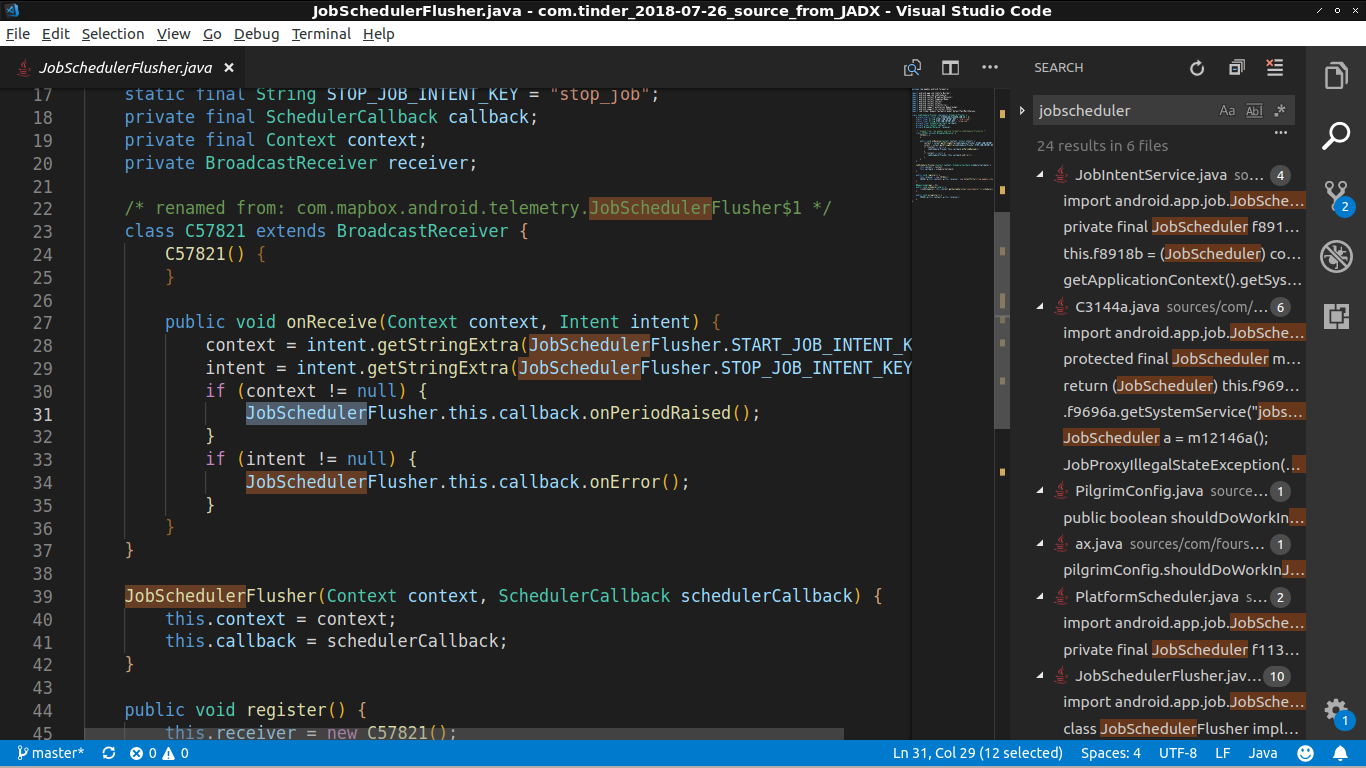 JobSchedulerFlusher.java - com.tinder_2018-07-26_source_from_JADX - Visual Studio Code
File Edit Selection View Go Debug Terminal Help
JobSchedulerFlusher.java
17 static final String STOP_JOB_INTENT_KEY = "stop_job";
18 private final SchedulerCallback callback;
19 private final Context context;
20 private BroadcastReceiver receiver;
21
22 /* renamed from: com.mapbox.android.telemetry.JobSchedulerFlusher$1 */
23 class C57821 extends BroadcastReceiver {
24 C57821() {
25 }
26
27 public void onReceive(Context context, Intent intent) {
28 context = intent.getStringExtra(JobSchedulerFlusher.START_JOB_INTENT_K
29 intent = intent.getStringExtra(JobSchedulerFlusher.STOP_JOB_INTENT_KEY
30 if (context != null) {
31 JobSchedulerFlusher.this.callback.onPeriodRaised();
32 }
33 if (intent != null) {
34 JobSchedulerFlusher.this.callback.onError();
35 }
36 }
37 }
38
39 JobSchedulerFlusher(Context context, SchedulerCallback schedulerCallback) {
40 this.context = context;
41 this.callback = schedulerCallback;
42 }
43
44 public void register() {
45 this.receiver = new C57821();
SEARCH
jobscheduler Aa Abl .*
24 results in 6 files
JobIntentService.java so... 4
import android.app.job.JobSche...
private final JobScheduler f891...
this.f8918b = (JobScheduler) co...
getApplicationContext().getSys...
C3144a.java sources/com/... 6
import android.app.job.JobSche...
protected final JobScheduler m...
return (JobScheduler) this.f969...
.f9696a.getSystemService("jobs...
JobScheduler a = m12146a();
JobProxyIllegalStateException(...
PilgrimConfig.java source... 1
public boolean shouldDoWorkIn...
ax.java sources/com/fours... 1
pilgrimConfig.shouldDoWorkInJ...
PlatformScheduler.java s... 2
import android.app.job.JobSche...
private final JobScheduler f113...
JobSchedulerFlusher.jav... 10
import android.app.job.JobSche...
class JobSchedulerFlusher impl...
2
1
master* 0 0 Ln 31, Col 29 (12 selected) Spaces: 4 UTF-8 LF Java